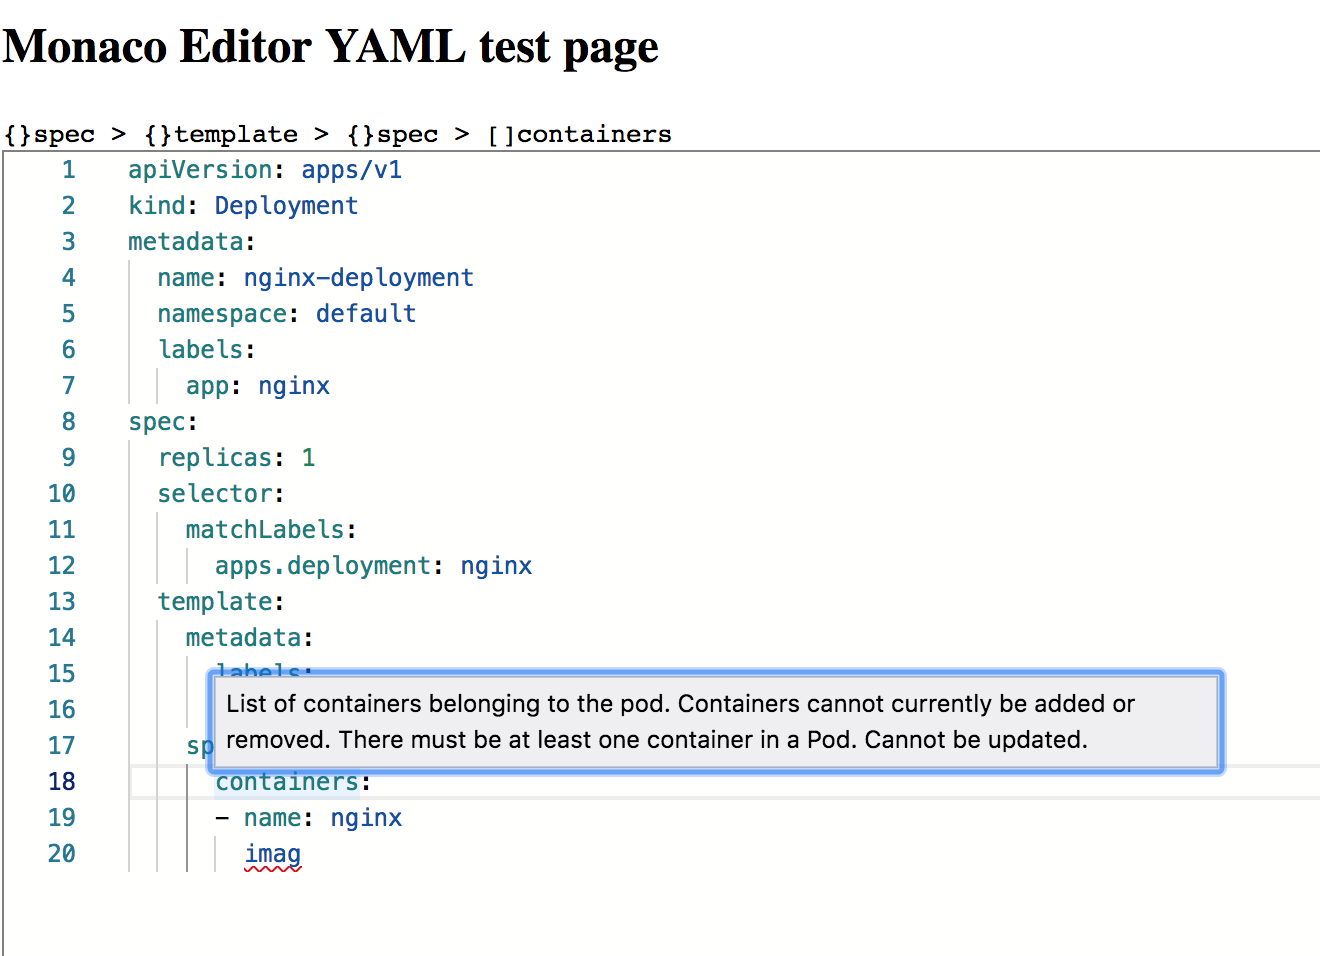 Monaco Editor YAML test page
{}spec > {}template > {}spec > []containers
1 apiVersion: apps/v1
2 kind: Deployment
3 metadata:
4 name: nginx-deployment
5 namespace: default
6 labels:
7 app: nginx
8 spec:
9 replicas: 1
10 selector:
11 matchLabels:
12 apps.deployment: nginx
13 template:
14 metadata:
15 labels:
List of containers belonging to the pod. Containers cannot currently be added or
16
removed. There must be at least one container in a Pod. Cannot be updated.
17 sp
18 containers:
19 - name: nginx
20 imag